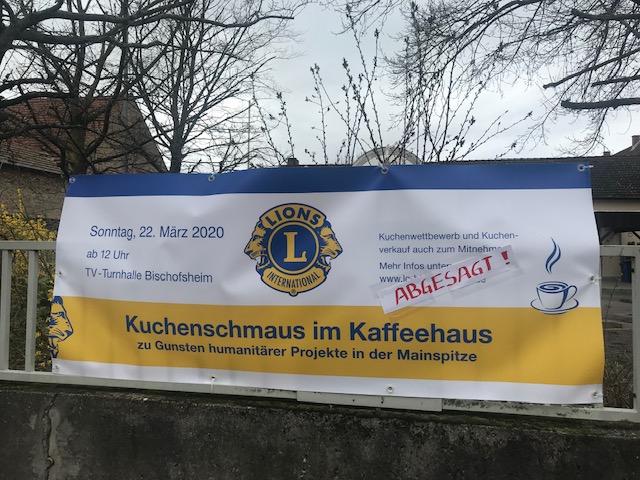 Sonntag, 22. März 2020
ab 12 Uhr
TV-Turnhalle Bischofsheim
LIONS
L
INTERNATIONAL
Kuchenwettbewerb und Kuchen-
verkauf auch zum Mitnehmen
Mehr Infos unter
ABGESAGT!
Kuchenschmaus im Kaffeehaus
zu Gunsten humanitärer Projekte in der Mainspitze